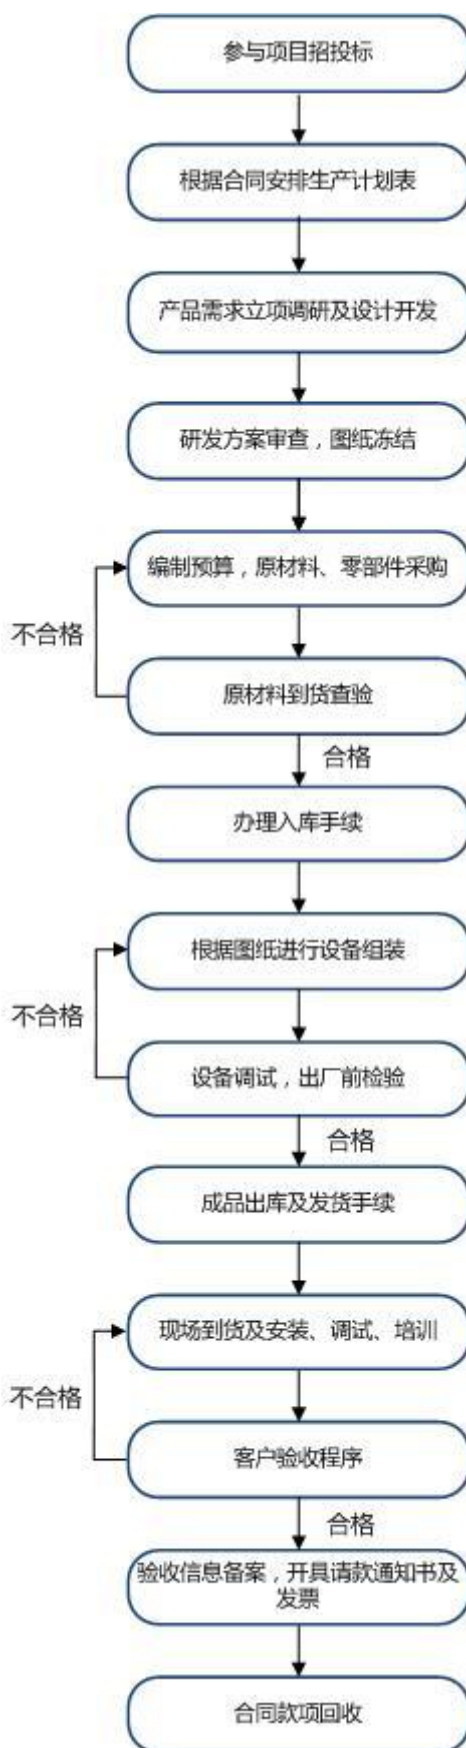 参与项目招投标
根据合同安排生产计划表
产品需求立项调研及设计开发
研发方案审查，图纸冻结
编制预算，原材料、零部件采购
不合格
原材料到货查验
合格
办理入库手续
根据图纸进行设备组装
不合格
设备调试，出厂前检验
合格
成品出库及发货手续
现场到货及安装、调试、培训
不合格
客户验收程序
合格
验收信息备案，开具请款通知书及
发票
合同款项回收